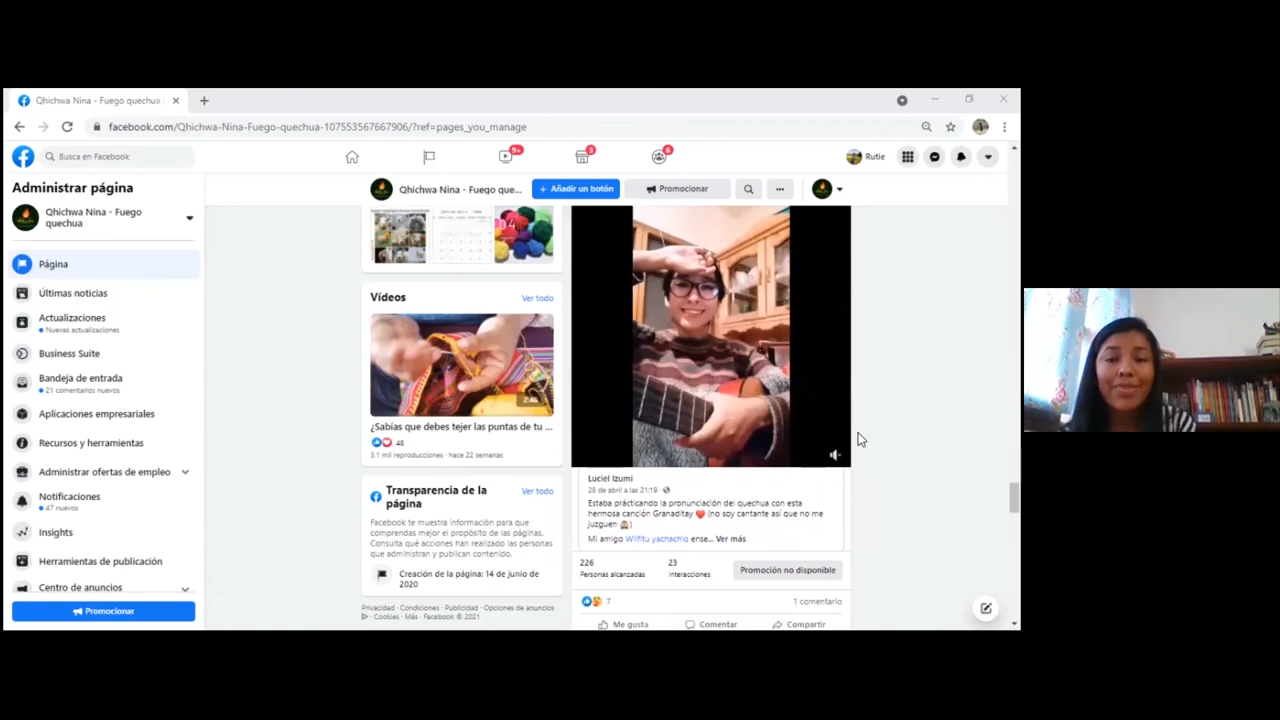 Qhichwa Nina - Fuego quechua
facebook.com/Qhichwa-Nina-Fuego-quechua-107553567667906/?ref=pages_you_manage
Busca en Facebook
9+
3
6
Rutie
Administrar página
Qhichwa Nina - Fuego
quechua
Página
Últimas noticias
Actualizaciones
Nuevas actualizaciones
Business Suite
Bandeja de entrada
21 comentarios nuevos
Aplicaciones empresariales
Recursos y herramientas
Administrar ofertas de empleo
Notificaciones
47 nuevos
Insights
Herramientas de publicación
Centro de anuncios
Promocionar
Qhichwa Nina - Fuego que...
+ Añadir un botón
Promocionar
Vídeos
Ver todo
2:46
¿Sabías que debes tejer las puntas de tu ...
48
3.1 mil reproducciones · hace 22 semanas
Transparencia de la
página
Ver todo
Facebook te muestra información para que
comprendas mejor el propósito de las páginas.
Consulta qué acciones han realizado las personas
que administran y publican contenido.
Creación de la página: 14 de junio de
2020
Privacidad · Condiciones · Publicidad · Opciones de anuncios
· Cookies · Más · Facebook © 2021
Luciel Izumi
28 de abril a las 21:19 ·
Estaba prácticando la pronunciación del quechua con esta
hermosa canción Granaditay ❤️ (no soy cantante así que no me
juzguen 🙈)
Mi amigo Wilfitu yachachiq ense... Ver más
226
Personas alcanzadas
23
Interacciones
Promoción no disponible
7
1 comentario
Me gusta
Comentar
Compartir